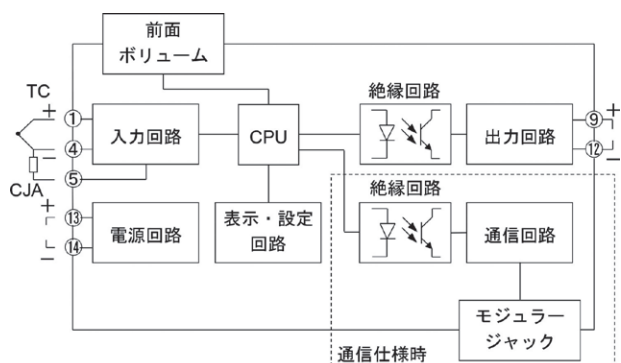 前面
ボリューム
TC
+
①
④
−
⑤
CJA
入力回路
CPU
絶縁回路
出力回路
⑨
+
⑫
−
+
⑬
⑭
−
電源回路
表示・設定
回路
絶縁回路
通信回路
モジュラー
ジャック
通信仕様時